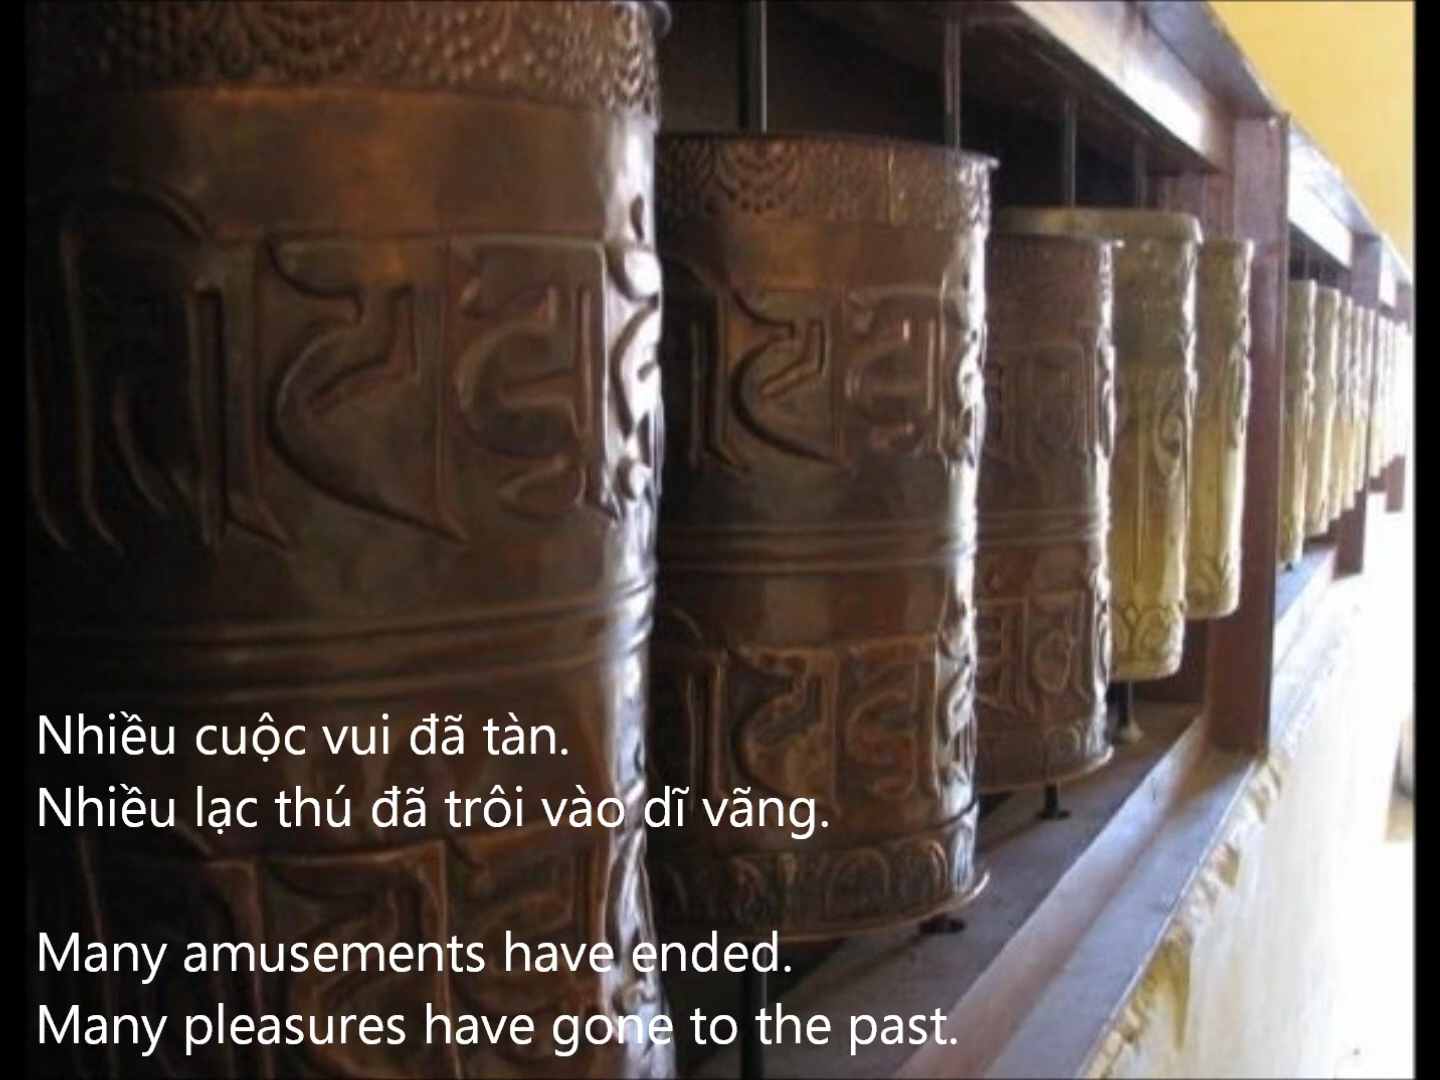 Nhiều cuộc vui đã tàn.
Nhiều lạc thú đã trôi vào dĩ vãng.
Many amusements have ended.
Many pleasures have gone to the past.